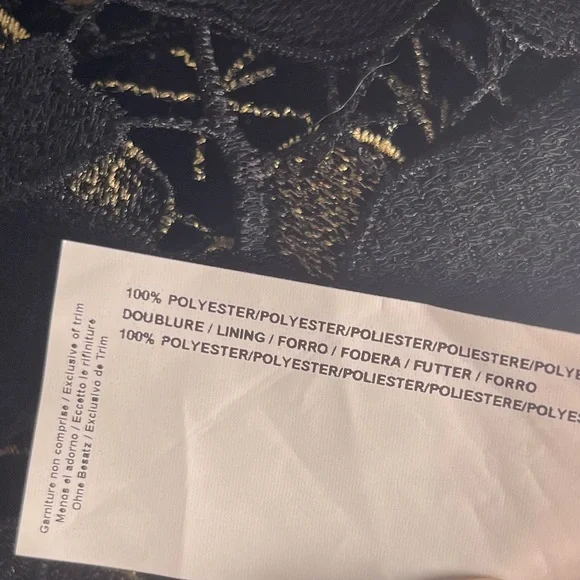 100% POLYESTER/POLYESTER/POLIESTER/POLIESTERE/POLYE
DOUBLURE / LINING / FORRO / FODERA / FUTTER / FORRO
100% POLYESTER/POLYESTER/POLIESTER/POLIESTERE/POLYES
Garniture non comprise / Exclusive of trim
Menos el adorno / Eccetto le rifiniture
Ohne Besatz / Exclusivo de Trim